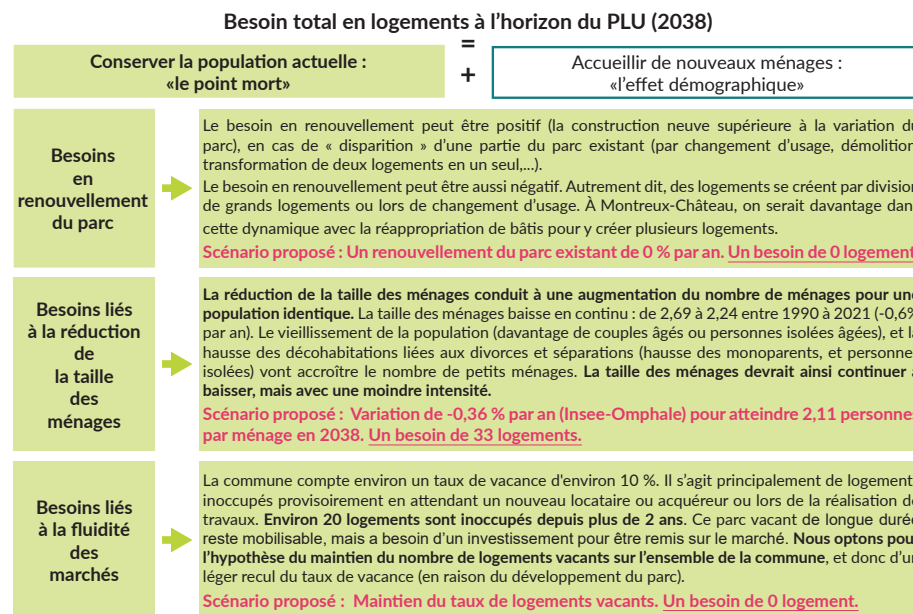 Besoin total en logements à l'horizon du PLU (2038)
=
Conserver la population actuelle :
«le point mort»
+
Accueillir de nouveaux ménages :
«l'effet démographique»
Besoins
en
renouvellement
du parc
Le besoin en renouvellement peut être positif (la construction neuve supérieure à la variation du
parc), en cas de « disparition » d'une partie du parc existant (par changement d'usage, démolition,
transformation de deux logements en un seul,...).
Le besoin en renouvellement peut être aussi négatif. Autrement dit, des logements se créent par division
de grands logements ou lors de changement d'usage. À Montreux-Château, on serait davantage dan
cette dynamique avec la réappropriation de bâtis pour y créer plusieurs logements.
Scénario proposé : Un renouvellement du parc existant de 0 % par an. Un besoin de 0 logement
Besoins liés
à la réduction
de
la taille
des
ménages
La réduction de la taille des ménages conduit à une augmentation du nombre de ménages pour une
population identique. La taille des ménages baisse en continu : de 2,69 à 2,24 entre 1990 à 2021 (-0,6%
par an). Le vieillissement de la population (davantage de couples âgés ou personnes isolées âgées), et la
hausse des décohabitations liées aux divorces et séparations (hausse des monoparents, et personne
isolées) vont accroître le nombre de petits ménages. La taille des ménages devrait ainsi continuer à
baisser, mais avec une moindre intensité.
Scénario proposé : Variation de -0,36 % par an (Insee-Omphale) pour atteindre 2,11 personnes
par ménage en 2038. Un besoin de 33 logements.
Besoins liés
à la fluidité
des
marchés
La commune compte environ un taux de vacance d'environ 10 %. Il s'agit principalement de logement
inoccupés provisoirement en attendant un nouveau locataire ou acquéreur ou lors de la réalisation de
travaux. Environ 20 logements sont inoccupés depuis plus de 2 ans. Ce parc vacant de longue durée
reste mobilisable, mais a besoin d'un investissement pour être remis sur le marché. Nous optons pou
l'hypothèse du maintien du nombre de logements vacants sur l'ensemble de la commune, et donc d'un
léger recul du taux de vacance (en raison du développement du parc).
Scénario proposé : Maintien du taux de logements vacants. Un besoin de 0 logement.